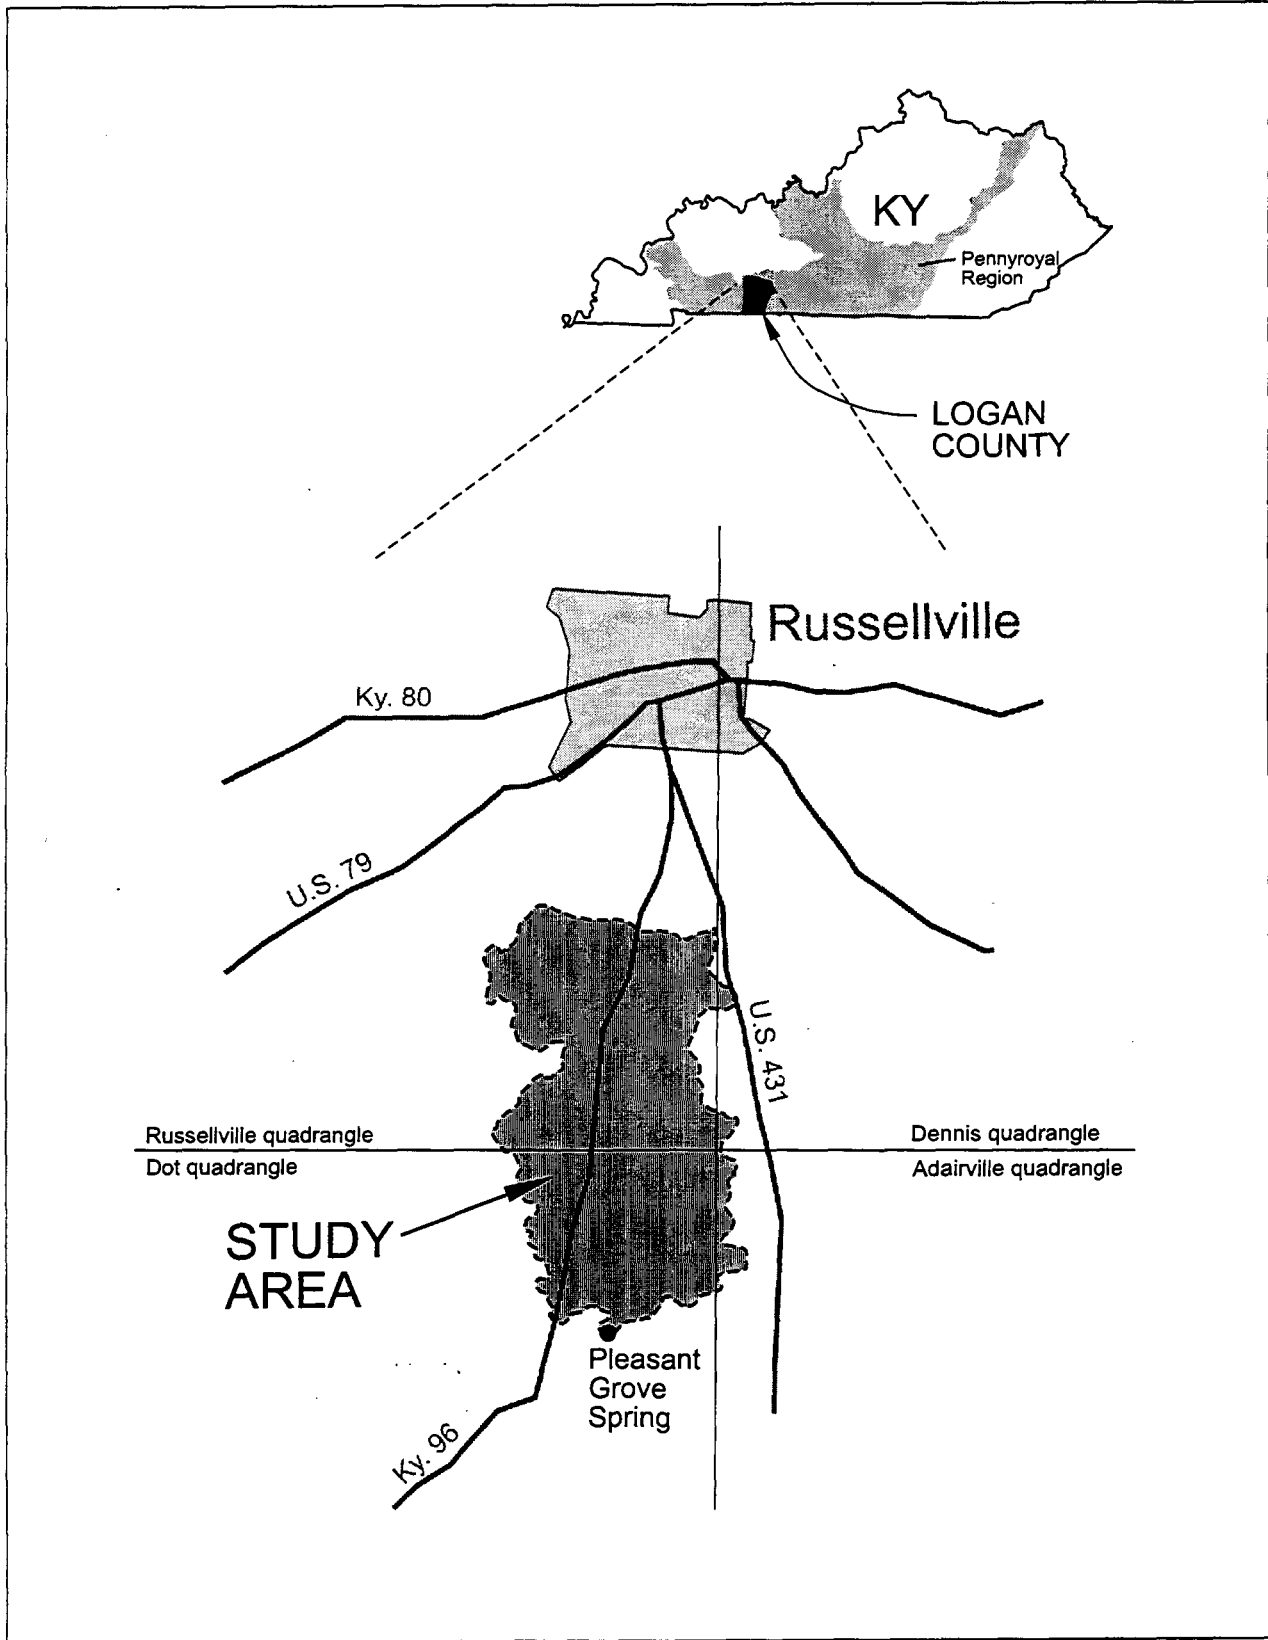 KY
Pennyroyal
Region
LOGAN
COUNTY
Russellville
Ky. 80
U.S. 79
U.S. 431
Russellville quadrangle
Dennis quadrangle
Dot quadrangle
Adairville quadrangle
STUDY
AREA
Pleasant
Grove
Spring
Ky. 96